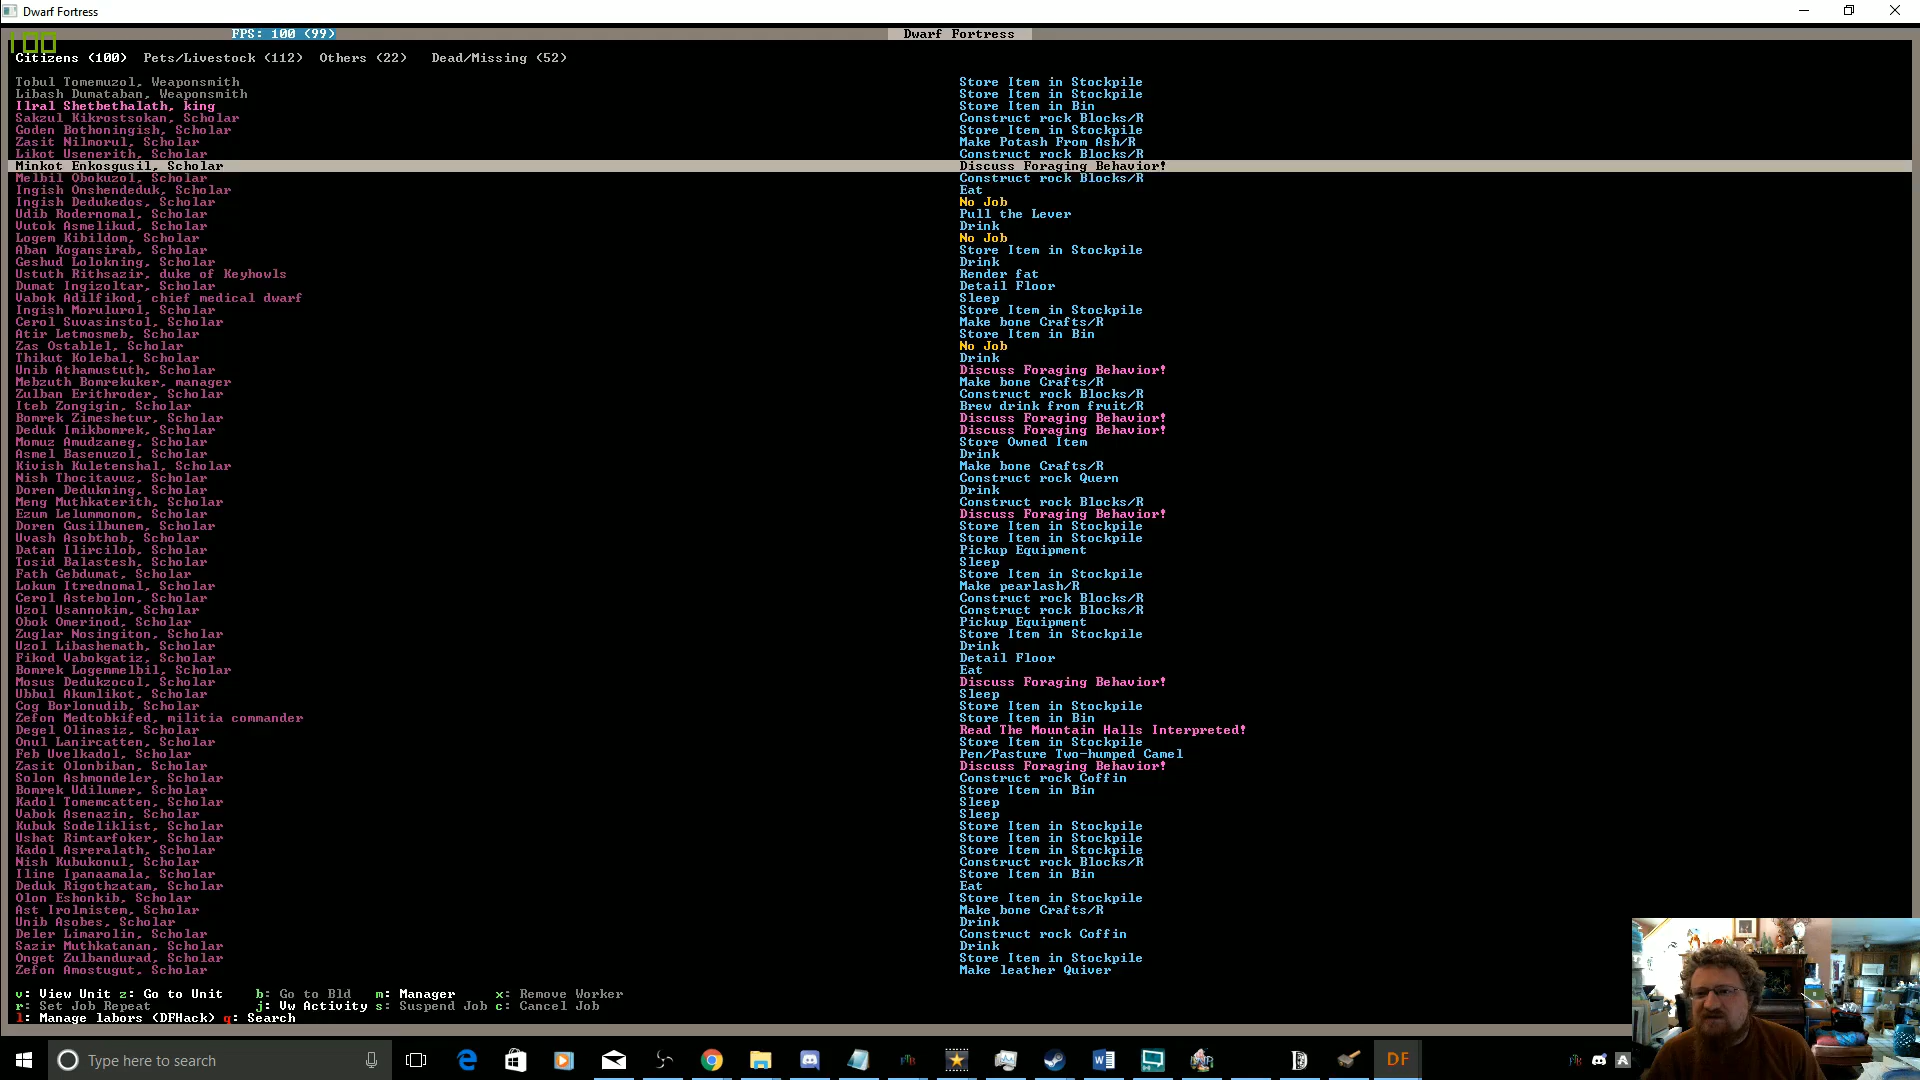 Dwarf Fortress
100
FPS: 100 (99)
Dwarf Fortress
Citizens (100) Pets/Livestock (112) Others (22) Dead/Missing (52)
Tobul Tomemuzol, Weaponsmith Store Item in Stockpile
Libash Dumataban, Weaponsmith Store Item in Stockpile
Ilral Shetbethalath, king Store Item in Bin
Sakzul Kikrostsokan, Scholar Construct rock Blocks/R
Goden Bothoningish, Scholar Store Item in Stockpile
Zasit Nilmorul, Scholar Make Potash From Ash/R
Likot Usenerith, Scholar Construct rock Blocks/R
Minkot Enkosgusil, Scholar Discuss Foraging Behavior!
Melbil Obokuzol, Scholar Construct rock Blocks/R
Ingish Onshendeduk, Scholar Eat
Ingish Dedukedos, Scholar No Job
Udib Rodernomal, Scholar Pull the Lever
Vutok Asmelikud, Scholar Drink
Logem Kibildom, Scholar No Job
Aban Kogansirab, Scholar Store Item in Stockpile
Geshud Lolokning, Scholar Drink
Ustuth Rithsazir, duke of Keyhowls Render fat
Dumat Ingizoltar, Scholar Detail Floor
Vabok Adilfikod, chief medical dwarf Sleep
Ingish Morulurol, Scholar Store Item in Stockpile
Cerol Suvasinstol, Scholar Make bone Crafts/R
Atir Letmosmeb, Scholar Store Item in Bin
Zas Ostablel, Scholar No Job
Thikut Kolebal, Scholar Drink
Unib Athamustuth, Scholar Discuss Foraging Behavior!
Mebzuth Bomrekuker, manager Make bone Crafts/R
Zulban Erithroder, Scholar Construct rock Blocks/R
Iteb Zongigin, Scholar Brew drink from fruit/R
Bomrek Zimeshetur, Scholar Discuss Foraging Behavior!
Deduk Imikbomrek, Scholar Discuss Foraging Behavior!
Momuz Amudzaneg, Scholar Store Owned Item
Asmel Basenuzol, Scholar Drink
Kivish Kuletenshal, Scholar Make bone Crafts/R
Nish Thocitavuz, Scholar Construct rock Quern
Doren Dedukning, Scholar Drink
Meng Muthkaterith, Scholar Construct rock Blocks/R
Ezum Lelummonom, Scholar Discuss Foraging Behavior!
Doren Gusilbunem, Scholar Store Item in Stockpile
Uvash Asobthob, Scholar Store Item in Stockpile
Datan Ilircilob, Scholar Pickup Equipment
Tosid Balastesh, Scholar Sleep
Fath Gebdumat, Scholar Store Item in Stockpile
Lokum Itrednomal, Scholar Make pearlash/R
Cerol Astebolon, Scholar Construct rock Blocks/R
Uzol Usannokim, Scholar Construct rock Blocks/R
Obok Omerinod, Scholar Pickup Equipment
Zuglar Nosingiton, Scholar Store Item in Stockpile
Uzol Libashemath, Scholar Drink
Fikod Vabokgatiz, Scholar Detail Floor
Bomrek Logemmelbil, Scholar Eat
Mosus Dedukzocol, Scholar Discuss Foraging Behavior!
Ubbul Akumlikot, Scholar Sleep
Cog Borlonudib, Scholar Store Item in Stockpile
Zefon Medtobkifed, militia commander Store Item in Bin
Degel Olinasiz, Scholar Read The Mountain Halls Interpreted!
Onul Lanircatten, Scholar Store Item in Stockpile
Feb Uvelkadol, Scholar Pen/Pasture Two-humped Camel
Zasit Olonbiban, Scholar Discuss Foraging Behavior!
Solon Ashmondeler, Scholar Construct rock Coffin
Bomrek Udilumer, Scholar Store Item in Bin
Kadol Tomemcatten, Scholar Sleep
Vabok Asenazin, Scholar Sleep
Kubuk Sodeliklist, Scholar Store Item in Stockpile
Ushat Rimtarfoker, Scholar Store Item in Stockpile
Kadol Asreralath, Scholar Store Item in Stockpile
Nish Kubukonul, Scholar Construct rock Blocks/R
Iline Ipanaamala, Scholar Store Item in Bin
Deduk Rigothzatam, Scholar Eat
Olon Eshonkib, Scholar Store Item in Stockpile
Ast Irolmistem, Scholar Make bone Crafts/R
Unib Asobes, Scholar Drink
Deler Limarolin, Scholar Construct rock Coffin
Sazir Muthkatanan, Scholar Drink
Onget Zulbandurad, Scholar Store Item in Stockpile
Zefon Amostugut, Scholar Make leather Quiver
v: View Unit z: Go to Unit b: Go to Bld m: Manager x: Remove Worker
r: Set Job Repeat j: Vw Activity s: Suspend Job c: Cancel Job
l: Manage labors (DFHack) q: Search
Type here to search
DF
A